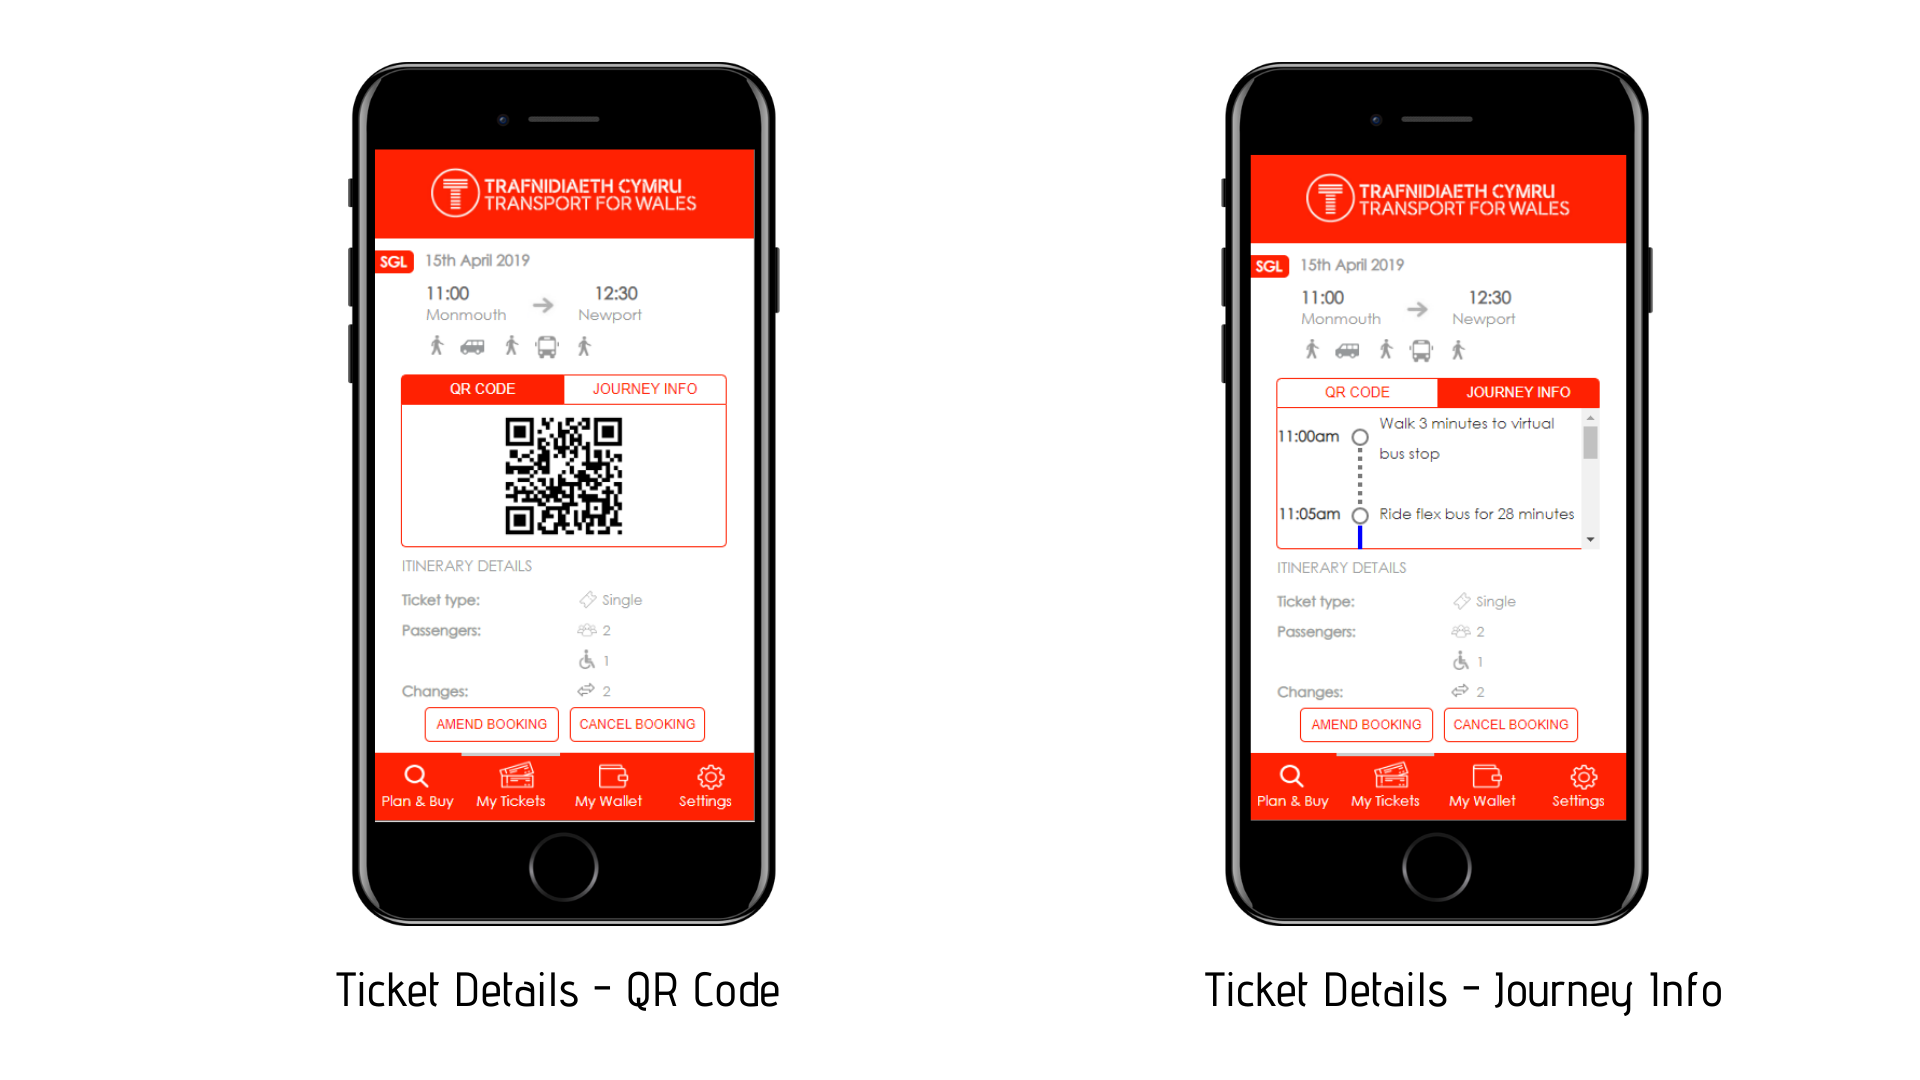 TRAFNIDIAETH CYMRU
TRANSPORT FOR WALES
SGL 15th April 2019
11:00 12:30
Monmouth Newport
QR CODE JOURNEY INFO
ITINERARY DETAILS
Ticket type: Single
Passengers: 2
1
Changes: 2
AMEND BOOKING CANCEL BOOKING
Plan & Buy My Tickets My Wallet Settings
Ticket Details - QR Code
TRAFNIDIAETH CYMRU
TRANSPORT FOR WALES
SGL 15th April 2019
11:00 12:30
Monmouth Newport
QR CODE JOURNEY INFO
Walk 3 minutes to virtual
11:00am
bus stop
11:05am Ride flex bus for 28 minutes
ITINERARY DETAILS
Ticket type: Single
Passengers: 2
1
Changes: 2
AMEND BOOKING CANCEL BOOKING
Plan & Buy My Tickets My Wallet Settings
Ticket Details - Journey Info